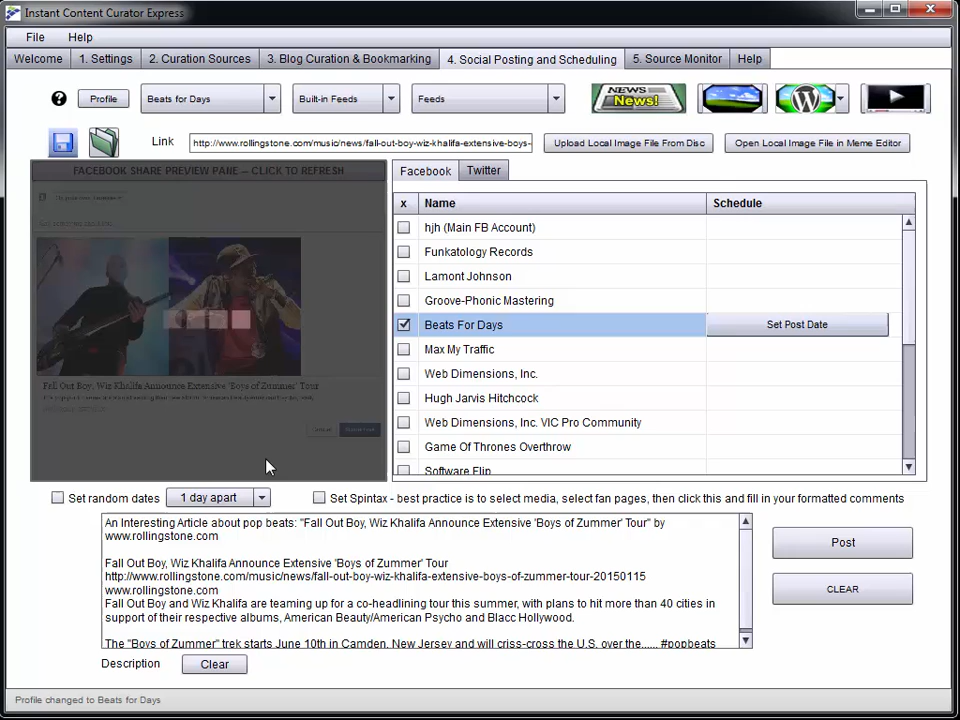 Instant Content Curator Express
File Help
Welcome 1. Settings 2. Curation Sources 3. Blog Curation & Bookmarking 4. Social Posting and Scheduling 5. Source Monitor Help
? Profile Beats for Days Built-in Feeds Feeds NEWS News! W
Link http://www.rollingstone.com/music/news/fall-out-boy-wiz-khalifa-extensive-boys- Upload Local Image File From Disc Open Local Image File in Meme Editor
FACEBOOK SHARE PREVIEW PANE -- CLICK TO REFRESH
Fall Out Boy, Wiz Khalifa Announce Extensive 'Boys of Zummer' Tour
Facebook Twitter
x Name Schedule
hjh (Main FB Account)
Funkatology Records
Lamont Johnson
Groove-Phonic Mastering
Beats For Days Set Post Date
Max My Traffic
Web Dimensions, Inc.
Hugh Jarvis Hitchcock
Web Dimensions, Inc. VIC Pro Community
Game Of Thrones Overthrow
Software Flip
Set random dates 1 day apart Set Spintax - best practice is to select media, select fan pages, then click this and fill in your formatted comments
An Interesting Article about pop beats: "Fall Out Boy, Wiz Khalifa Announce Extensive 'Boys of Zummer' Tour" by
www.rollingstone.com
Fall Out Boy, Wiz Khalifa Announce Extensive 'Boys of Zummer' Tour
http://www.rollingstone.com/music/news/fall-out-boy-wiz-khalifa-extensive-boys-of-zummer-tour-20150115
www.rollingstone.com
Fall Out Boy and Wiz Khalifa are teaming up for a co-headlining tour this summer, with plans to hit more than 40 cities in
support of their respective albums, American Beauty/American Psycho and Blacc Hollywood.
The "Boys of Zummer" trek starts June 10th in Camden, New Jersey and will criss-cross the U.S. over the...... #popbeats
Post
CLEAR
Description Clear
Profile changed to Beats for Days